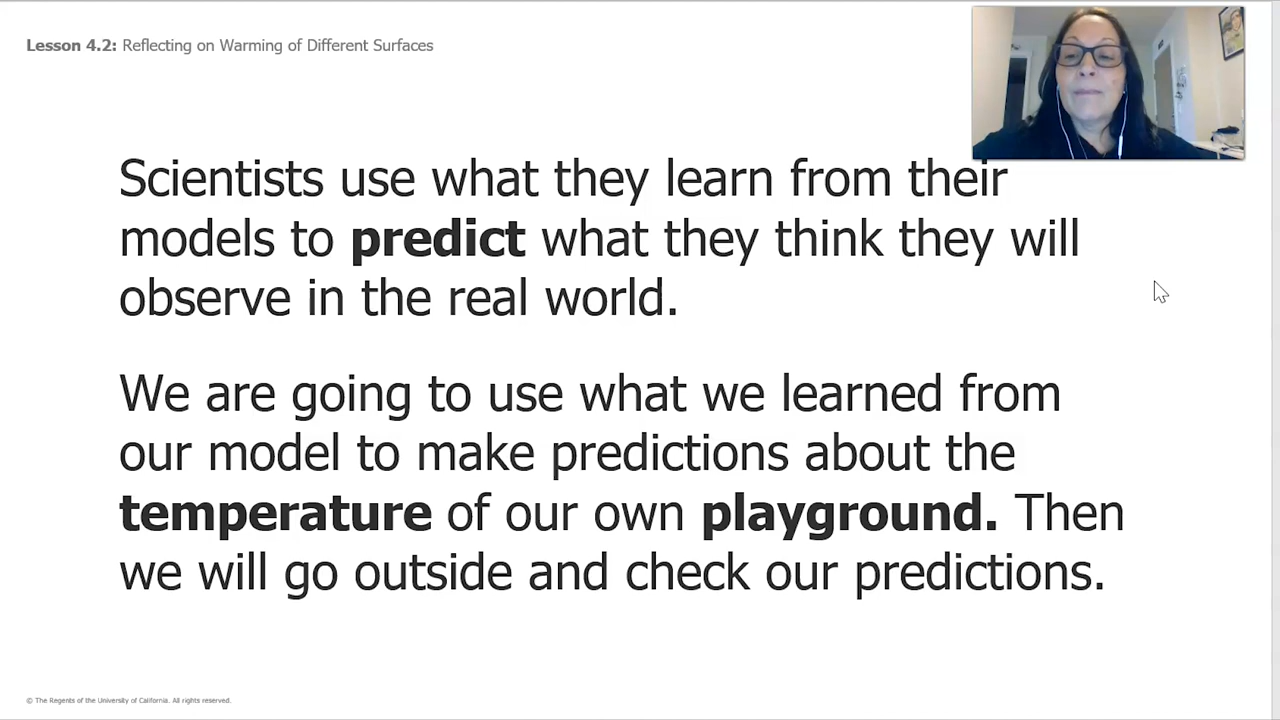 Lesson 4.2: Reflecting on Warming of Different Surfaces
Scientists use what they learn from their
models to predict what they think they will
observe in the real world.
We are going to use what we learned from
our model to make predictions about the
temperature of our own playground. Then
we will go outside and check our predictions.
© The Regents of the University of California. All rights reserved.